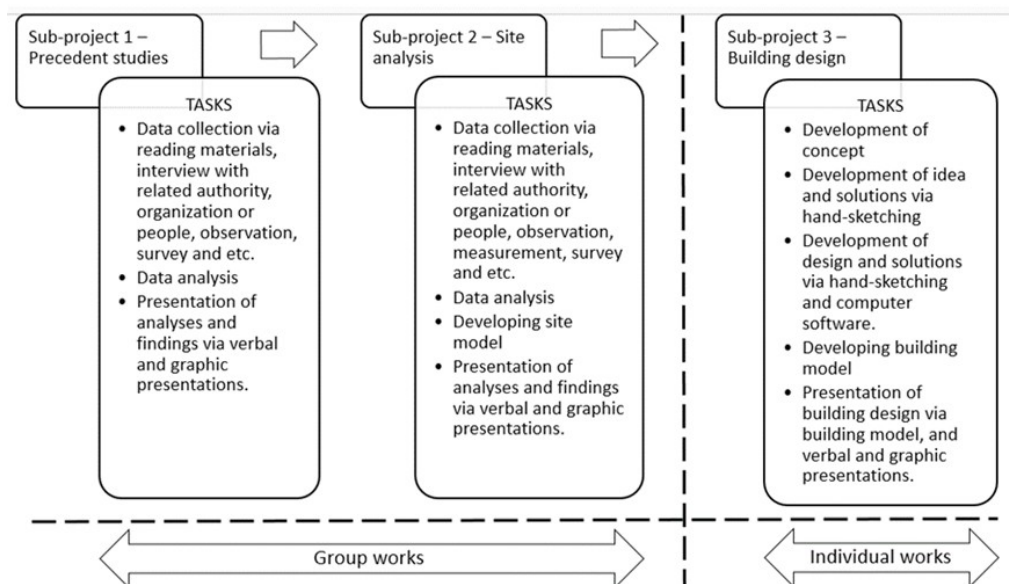 Sub-project 1 –
Precedent studies
TASKS
• Data collection via
reading materials,
interview with
related authority,
organization or
people, observation,
survey and etc.
• Data analysis
• Presentation of
analyses and
findings via verbal
and graphic
presentations.
Sub-project 2 – Site
analysis
TASKS
• Data collection via
reading materials,
interview with
related authority,
organization or
people, observation,
measurement, survey
and etc.
• Data analysis
• Developing site
model
• Presentation of
analyses and findings
via verbal and graphic
presentations.
Sub-project 3 –
Building design
TASKS
• Development of
concept
• Development of idea
and solutions via
hand-sketching
• Development of
design and solutions
via hand-sketching
and computer
software.
• Developing building
model
• Presentation of
building design via
building model, and
verbal and graphic
presentations.
Group works
Individual works